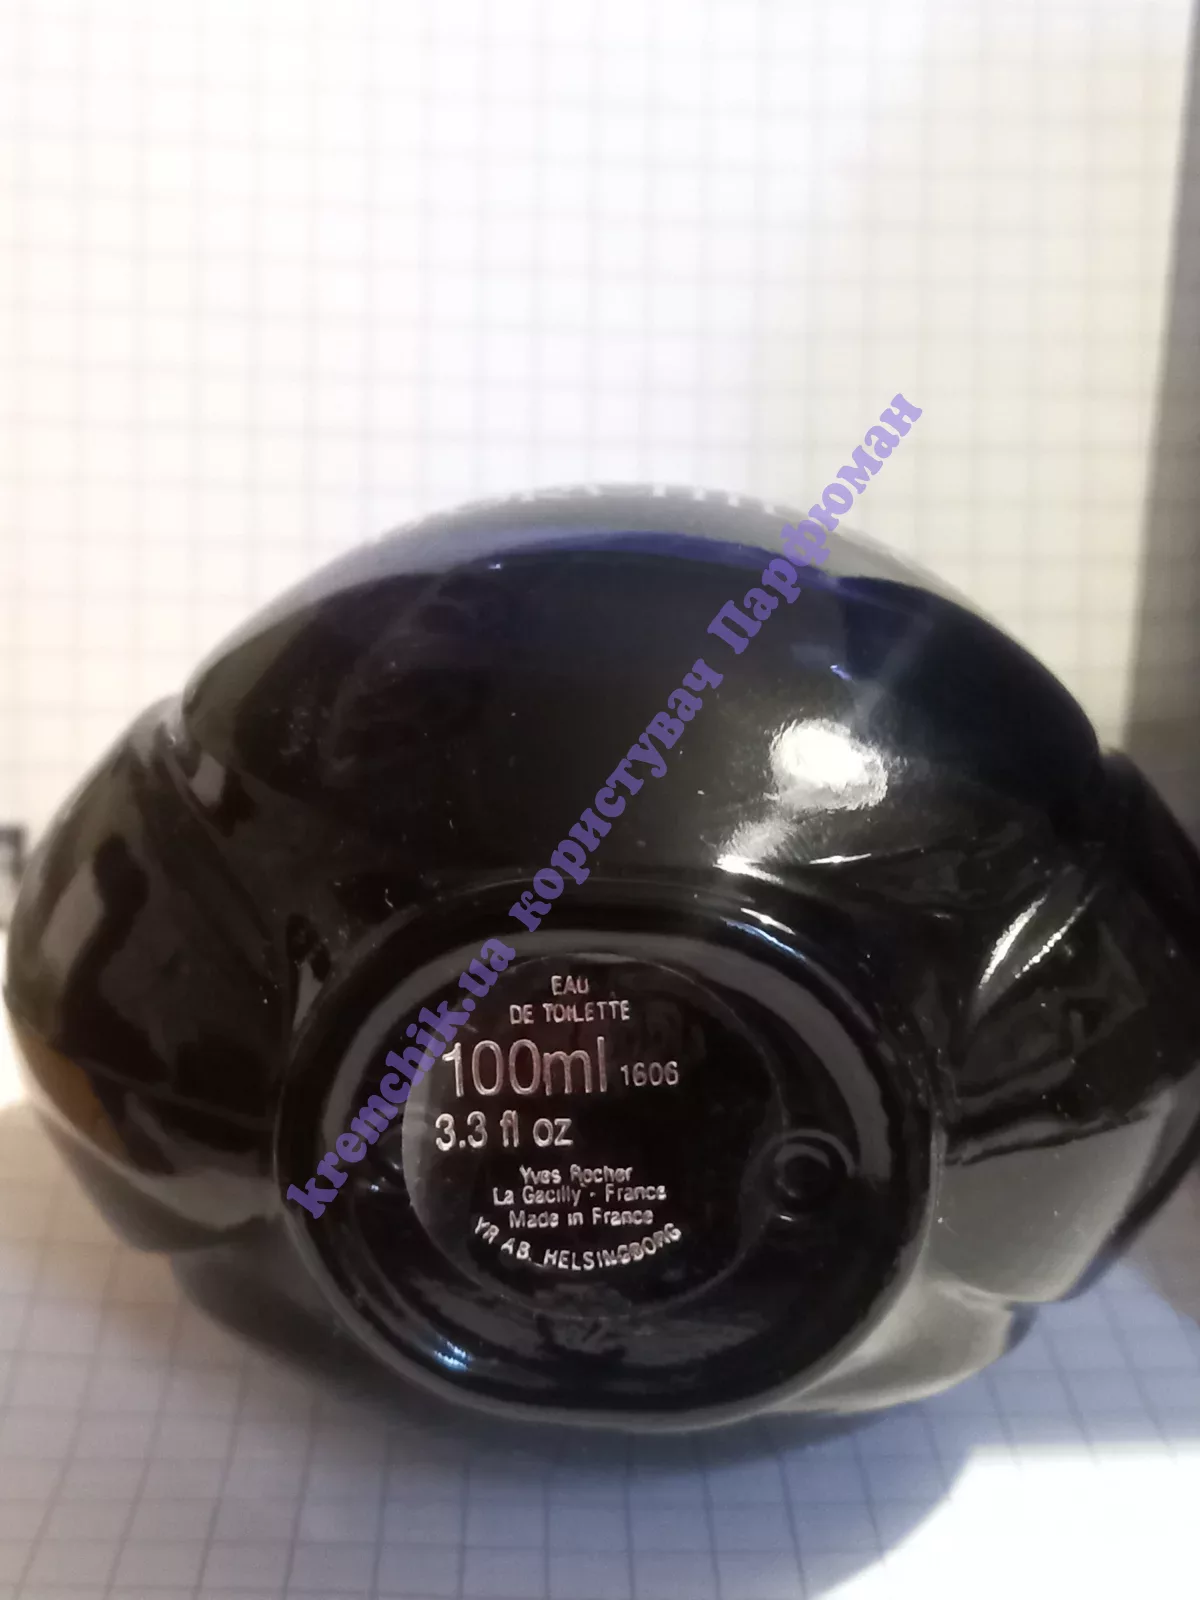 EAU
DE TOILETTE
100ml 1606
3.3 fl oz
Yves Rocher
La Gacilly - France
Made in France
YR AB. HELSINGBORG
kremchik.ua користувач Парфюман